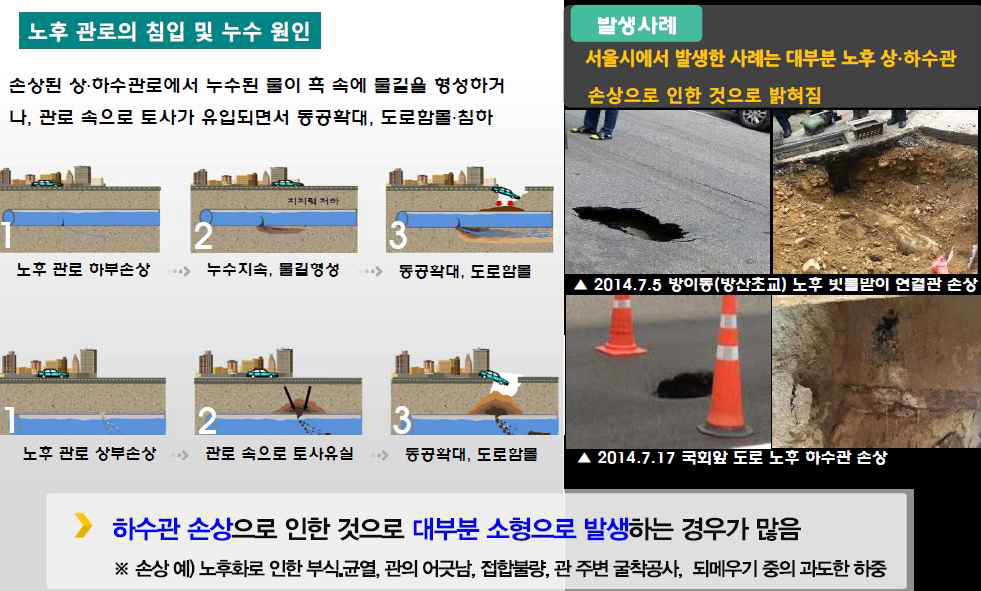 노후 관로의 침입 및 누수 원인
손상된 상·하수관로에서 누수된 물이 흙 속에 물길을 형성하거
나, 관로 속으로 토사가 유입되면서 동공확대, 도로함몰·침하
지지력 저하
1
2
3
노후 관로 하부손상
누수지속, 물길형성
동공확대, 도로함몰
1
2
3
노후 관로 상부손상
관로 속으로 토사유실
동공확대, 도로함몰
발생사례
서울시에서 발생한 사례는 대부분 노후 상·하수관
손상으로 인한 것으로 밝혀짐
▲ 2014.7.5 방이동(방산초교) 노후 빗물받이 연결관 손상
▲ 2014.7.17 국회앞 도로 노후 하수관 손상
하수관 손상으로 인한 것으로 대부분 소형으로 발생하는 경우가 많음
※ 손상 예) 노후화로 인한 부식,균열, 관의 어긋남, 접합불량, 관 주변 굴착공사, 되메우기 중의 과도한 하중